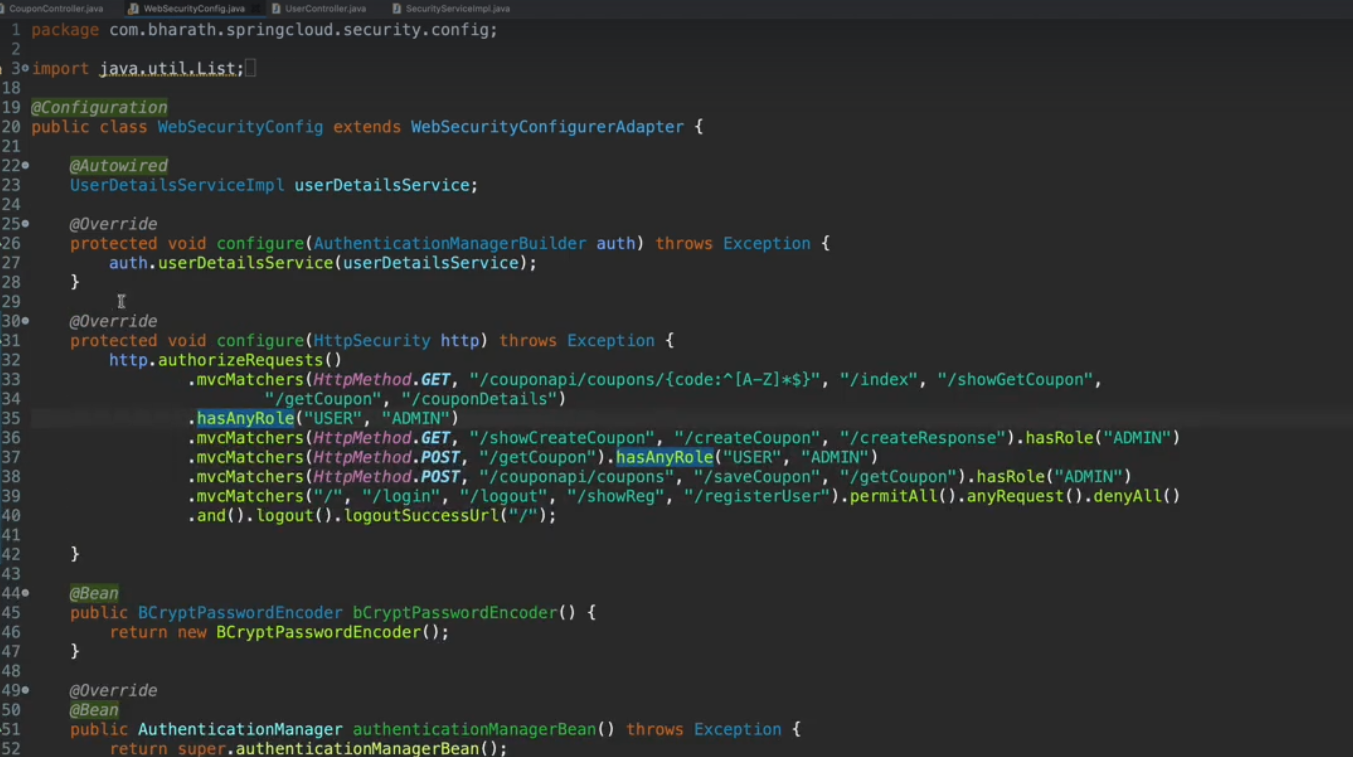 CouponController.java WebSecurityConfig.java UserController.java SecurityServiceImpl.java
1 package com.bharath.springcloud.security.config;
2
3 import java.util.List;
18
19 @Configuration
20 public class WebSecurityConfig extends WebSecurityConfigurerAdapter {
21
22 @Autowired
23 UserDetailsServiceImpl userDetailsService;
24
25 @Override
26 protected void configure(AuthenticationManagerBuilder auth) throws Exception {
27 auth.userDetailsService(userDetailsService);
28 }
29
30 @Override
31 protected void configure(HttpSecurity http) throws Exception {
32 http.authorizeRequests()
33 .mvcMatchers(HttpMethod.GET, "/couponapi/coupons/{code:^[A-Z]*$}", "/index", "/showGetCoupon",
34 "/getCoupon", "/couponDetails")
35 .hasAnyRole("USER", "ADMIN")
36 .mvcMatchers(HttpMethod.GET, "/showCreateCoupon", "/createCoupon", "/createResponse").hasRole("ADMIN")
37 .mvcMatchers(HttpMethod.POST, "/getCoupon").hasAnyRole("USER", "ADMIN")
38 .mvcMatchers(HttpMethod.POST, "/couponapi/coupons", "/saveCoupon", "/getCoupon").hasRole("ADMIN")
39 .mvcMatchers("/", "/login", "/logout", "/showReg", "/registerUser").permitAll().anyRequest().denyAll()
40 .and().logout().logoutSuccessUrl("/");
41
42 }
43
44 @Bean
45 public BCryptPasswordEncoder bCryptPasswordEncoder() {
46 return new BCryptPasswordEncoder();
47 }
48
49 @Override
50 @Bean
51 public AuthenticationManager authenticationManagerBean() throws Exception {
52 return super.authenticationManagerBean();